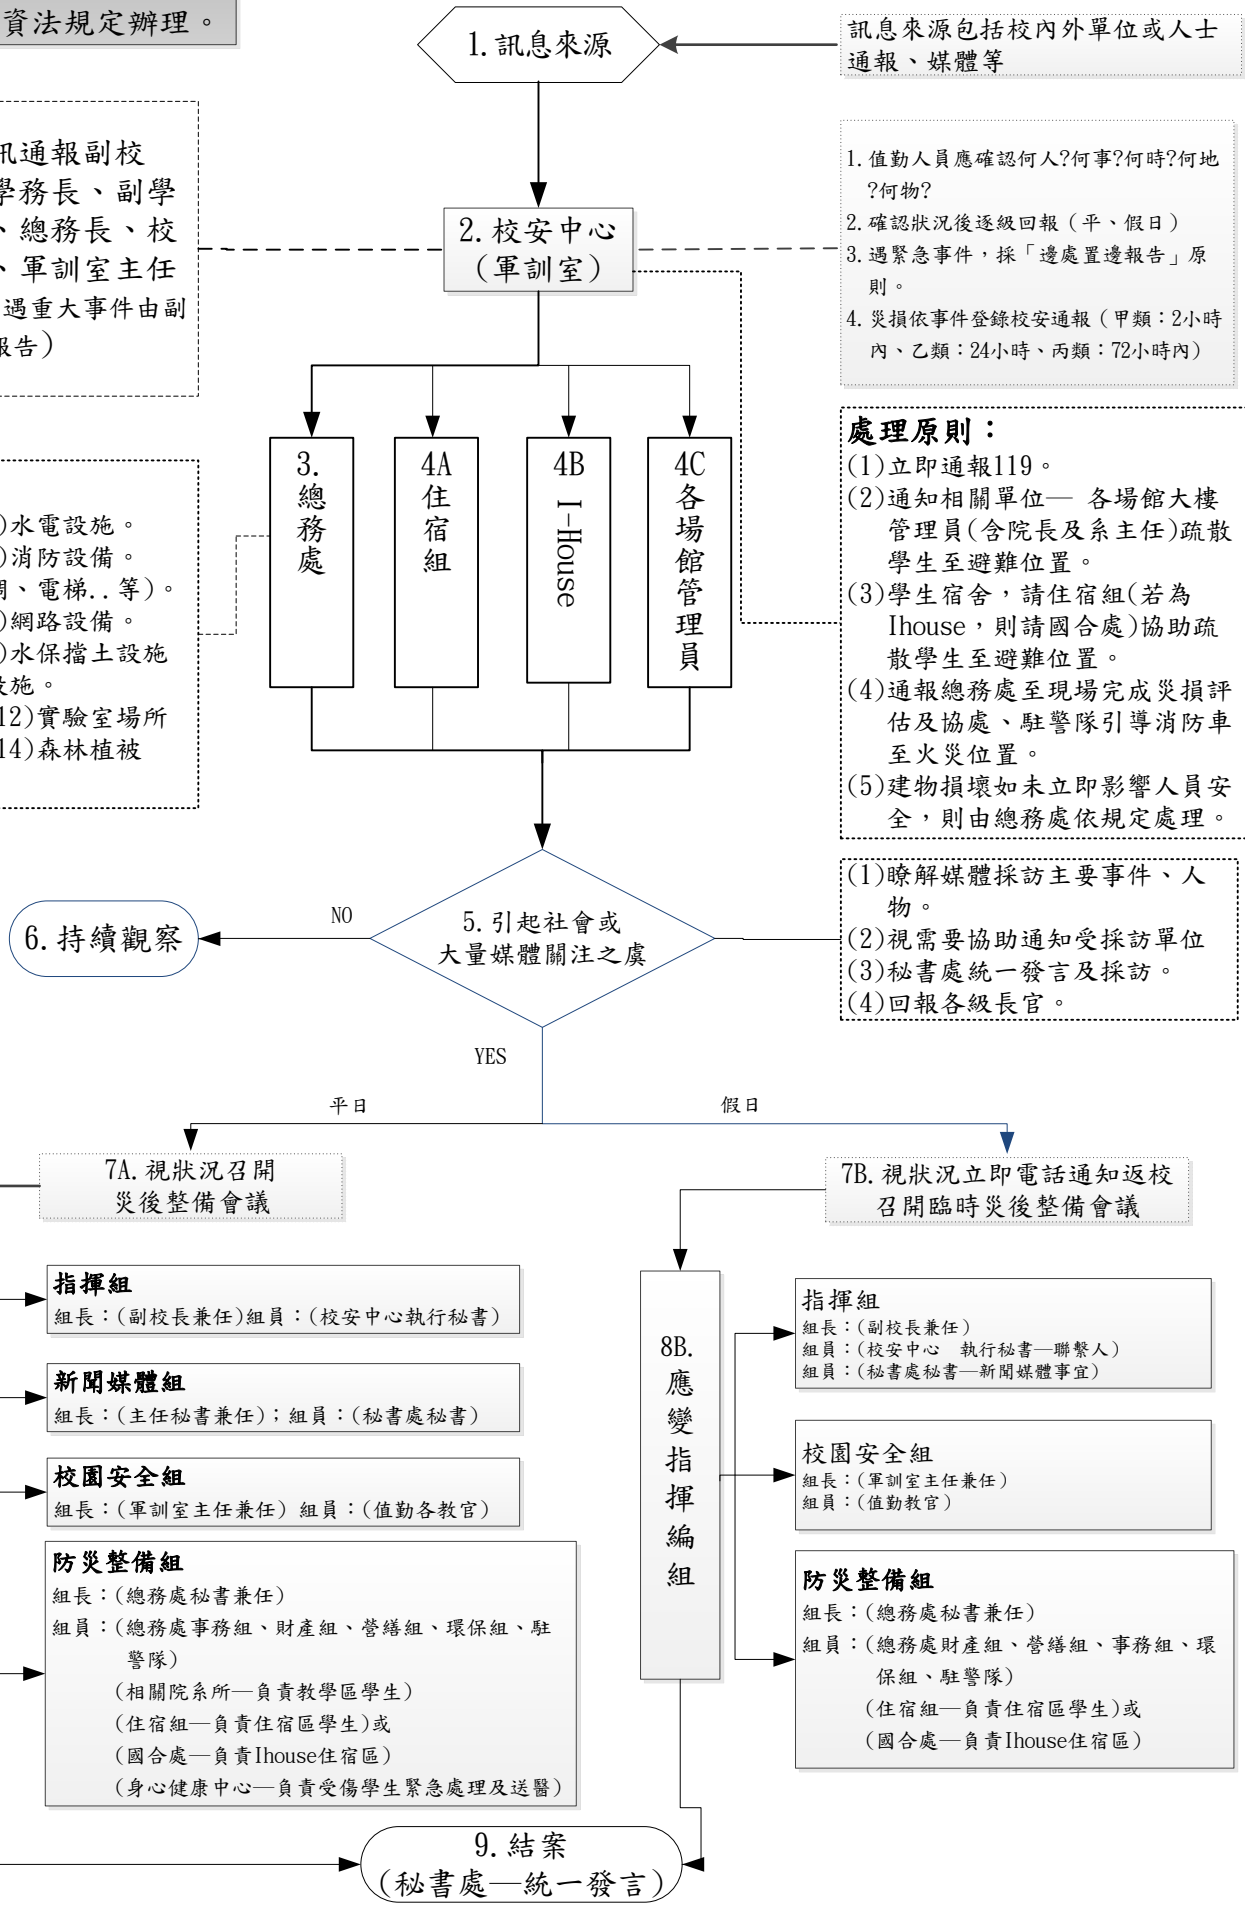 資法規定辦理。
1.訊息來源
訊息來源包括校內外單位或人士
通報、媒體等
訊通報副校
學務長、副學
、總務長、校
、軍訓室主任
遇重大事件由副
報告)
2.校安中心
(軍訓室)
1.值勤人員應確認何人?何事?何時?何地
?何物?
2.確認狀況後逐級回報(平、假日)
3.遇緊急事件，採「邊處置邊報告」原
則。
4.災損依事件登錄校安通報(甲類：2小時
內、乙類：24小時、丙類：72小時內)
3.
總
務
處
4A
住
宿
組
4B
I-House
4C
各
場
館
管
理
員
)水電設施。
)消防設備。
、電梯..等)。
)網路設備。
)水保擋土設施
設施。
12)實驗室場所
14)森林植被
處理原則：
(1)立即通報119。
(2)通知相關單位— 各場館大樓
管理員(含院長及系主任)疏散
學生至避難位置。
(3)學生宿舍，請住宿組(若為
Ihouse，則請國合處)協助疏
散學生至避難位置。
(4)通報總務處至現場完成災損評
估及協處、駐警隊引導消防車
至火災位置。
(5)建物損壞如未立即影響人員安
全，則由總務處依規定處理。
5.引起社會或
大量媒體關注之虞
NO
6.持續觀察
(1)瞭解媒體採訪主要事件、人
物。
(2)視需要協助通知受採訪單位
(3)秘書處統一發言及採訪。
(4)回報各級長官。
YES
平日
假日
7A.視狀況召開
災後整備會議
7B.視狀況立即電話通知返校
召開臨時災後整備會議
指揮組
組長：(副校長兼任)組員：(校安中心執行秘書)
新聞媒體組
組長：(主任秘書兼任)；組員：(秘書處秘書)
校園安全組
組長：(軍訓室主任兼任) 組員：(值勤各教官)
防災整備組
組長：(總務處秘書兼任)
組員：(總務處事務組、財產組、營繕組、環保組、駐
警隊)
(相關院系所—負責教學區學生)
(住宿組—負責住宿區學生)或
(國合處—負責Ihouse住宿區)
(身心健康中心—負責受傷學生緊急處理及送醫)
8B.
應
變
指
揮
編
組
指揮組
組長：(副校長兼任)
組員：(校安中心 執行秘書—聯繫人)
組員：(秘書處秘書—新聞媒體事宜)
校園安全組
組長：(軍訓室主任兼任)
組員：(值勤教官)
防災整備組
組長：(總務處秘書兼任)
組員：(總務處財產組、營繕組、事務組、環
保組、駐警隊)
(住宿組—負責住宿區學生)或
(國合處—負責Ihouse住宿區)
9.結案
(秘書處—統一發言)